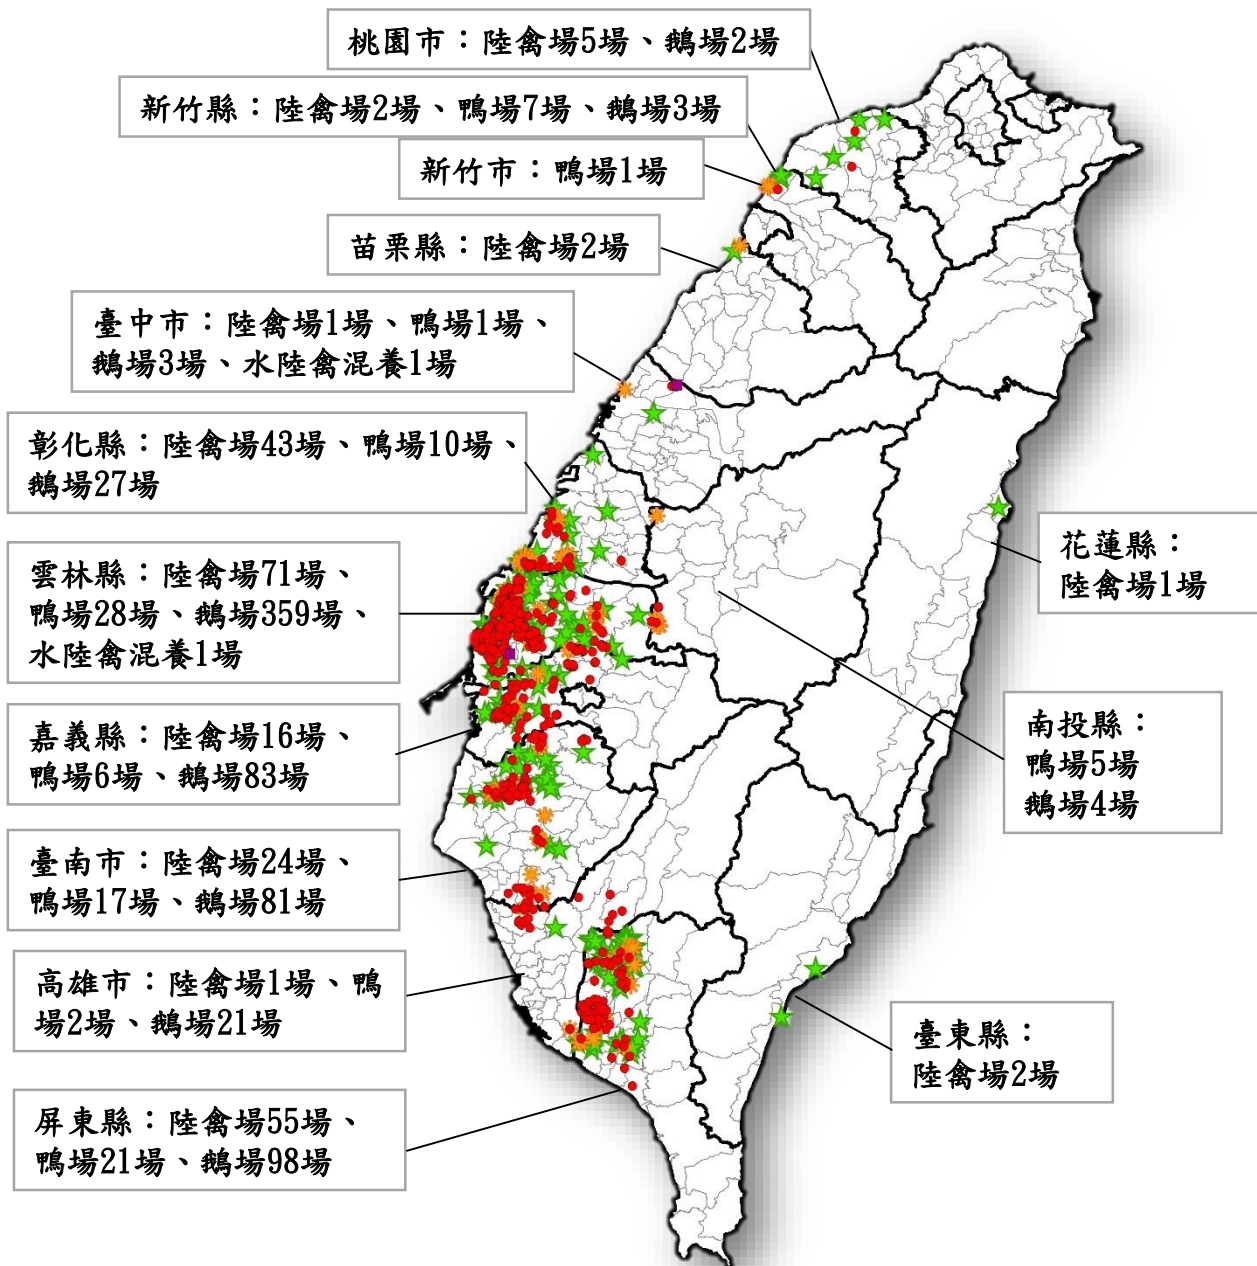 桃園市：陸禽場5場、鵝場2場
新竹縣：陸禽場2場、鴨場7場、鵝場3場
新竹市：鴨場1場
苗栗縣：陸禽場2場
臺中市：陸禽場1場、鴨場1場、
鵝場3場、水陸禽混養1場
彰化縣：陸禽場43場、鴨場10場、
鵝場27場
雲林縣：陸禽場71場、
鴨場28場、鵝場359場、
水陸禽混養1場
嘉義縣：陸禽場16場、
鴨場6場、鵝場83場
臺南市：陸禽場24場、
鴨場17場、鵝場81場
高雄市：陸禽場1場、鴨
場2場、鵝場21場
屏東縣：陸禽場55場、
鴨場21場、鵝場98場
花蓮縣：
陸禽場1場
南投縣：
鴨場5場
鵝場4場
臺東縣：
陸禽場2場